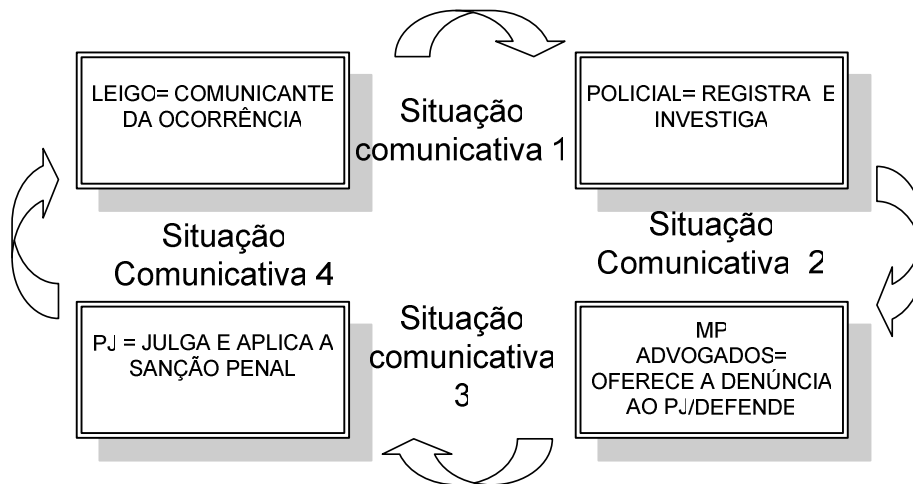 LEIGO= COMUNICANTE
DA OCORRÊNCIA
Situação
comunicativa 1
POLICIAL= REGISTRA E
INVESTIGA
Situação
Comunicativa 2
MP
ADVOGADOS=
OFERECE A DENÚNCIA
AO PJ/DEFENDE
Situação
comunicativa
3
PJ = JULGA E APLICA A
SANÇÃO PENAL
Situação
Comunicativa 4